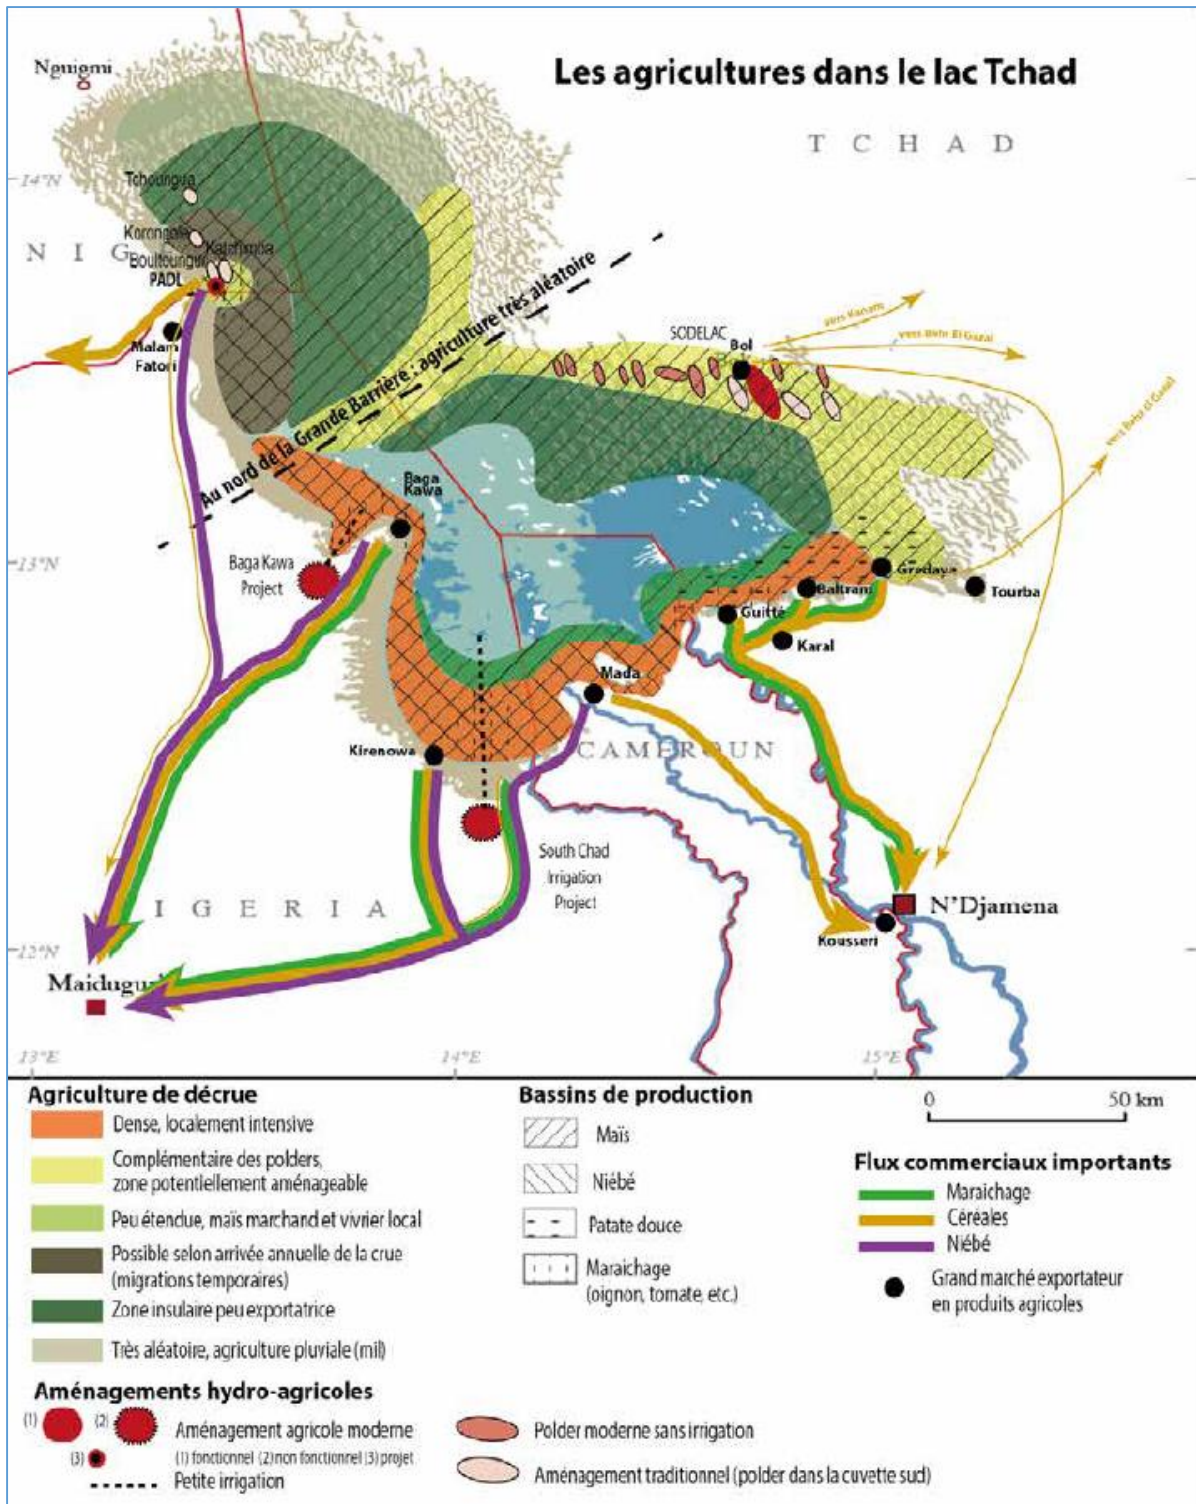 Les agricultures dans le lac Tchad
Nguigmi
T C H A D
14°N
Tchoungua
N I G
Korongole
Boultoungur
PADL
Malam
Fatori
Au nord de la Grande Barrière : agriculture très aléatoire
SODELAC
Bol
vers Kanem
vers Bahr El Gazal
vers Bahr El Gazal
Baga
Kawa
13°N
Baga Kawa
Project
Gredaya
Baltram
Tourba
Guitté
Karal
Mada
Kirenowa
CAMEROUN
South Chad
Irrigation
Project
I G E R I A
N'Djamena
Kousseri
12°N
Maidugu
13°E
14°E
15°E
Agriculture de décrue
Dense, localement intensive
Complémentaire des polders,
zone potentiellement aménageable
Peu étendue, maïs marchand et vivrier local
Possible selon arrivée annuelle de la crue
(migrations temporaires)
Zone insulaire peu exportatrice
Très aléatoire, agriculture pluviale (mil)
Bassins de production
Maïs
Niébé
Patate douce
Maraichage
(oignon, tomate, etc.)
0 50 km
Flux commerciaux importants
Maraichage
Céréales
Niébé
Grand marché exportateur
en produits agricoles
Aménagements hydro-agricoles
(1) (2) Aménagement agricole moderne
(3) (1) fonctionnel (2) non fonctionnel (3) projet
Petite irrigation
Polder moderne sans irrigation
Aménagement traditionnel (polder dans la cuvette sud)